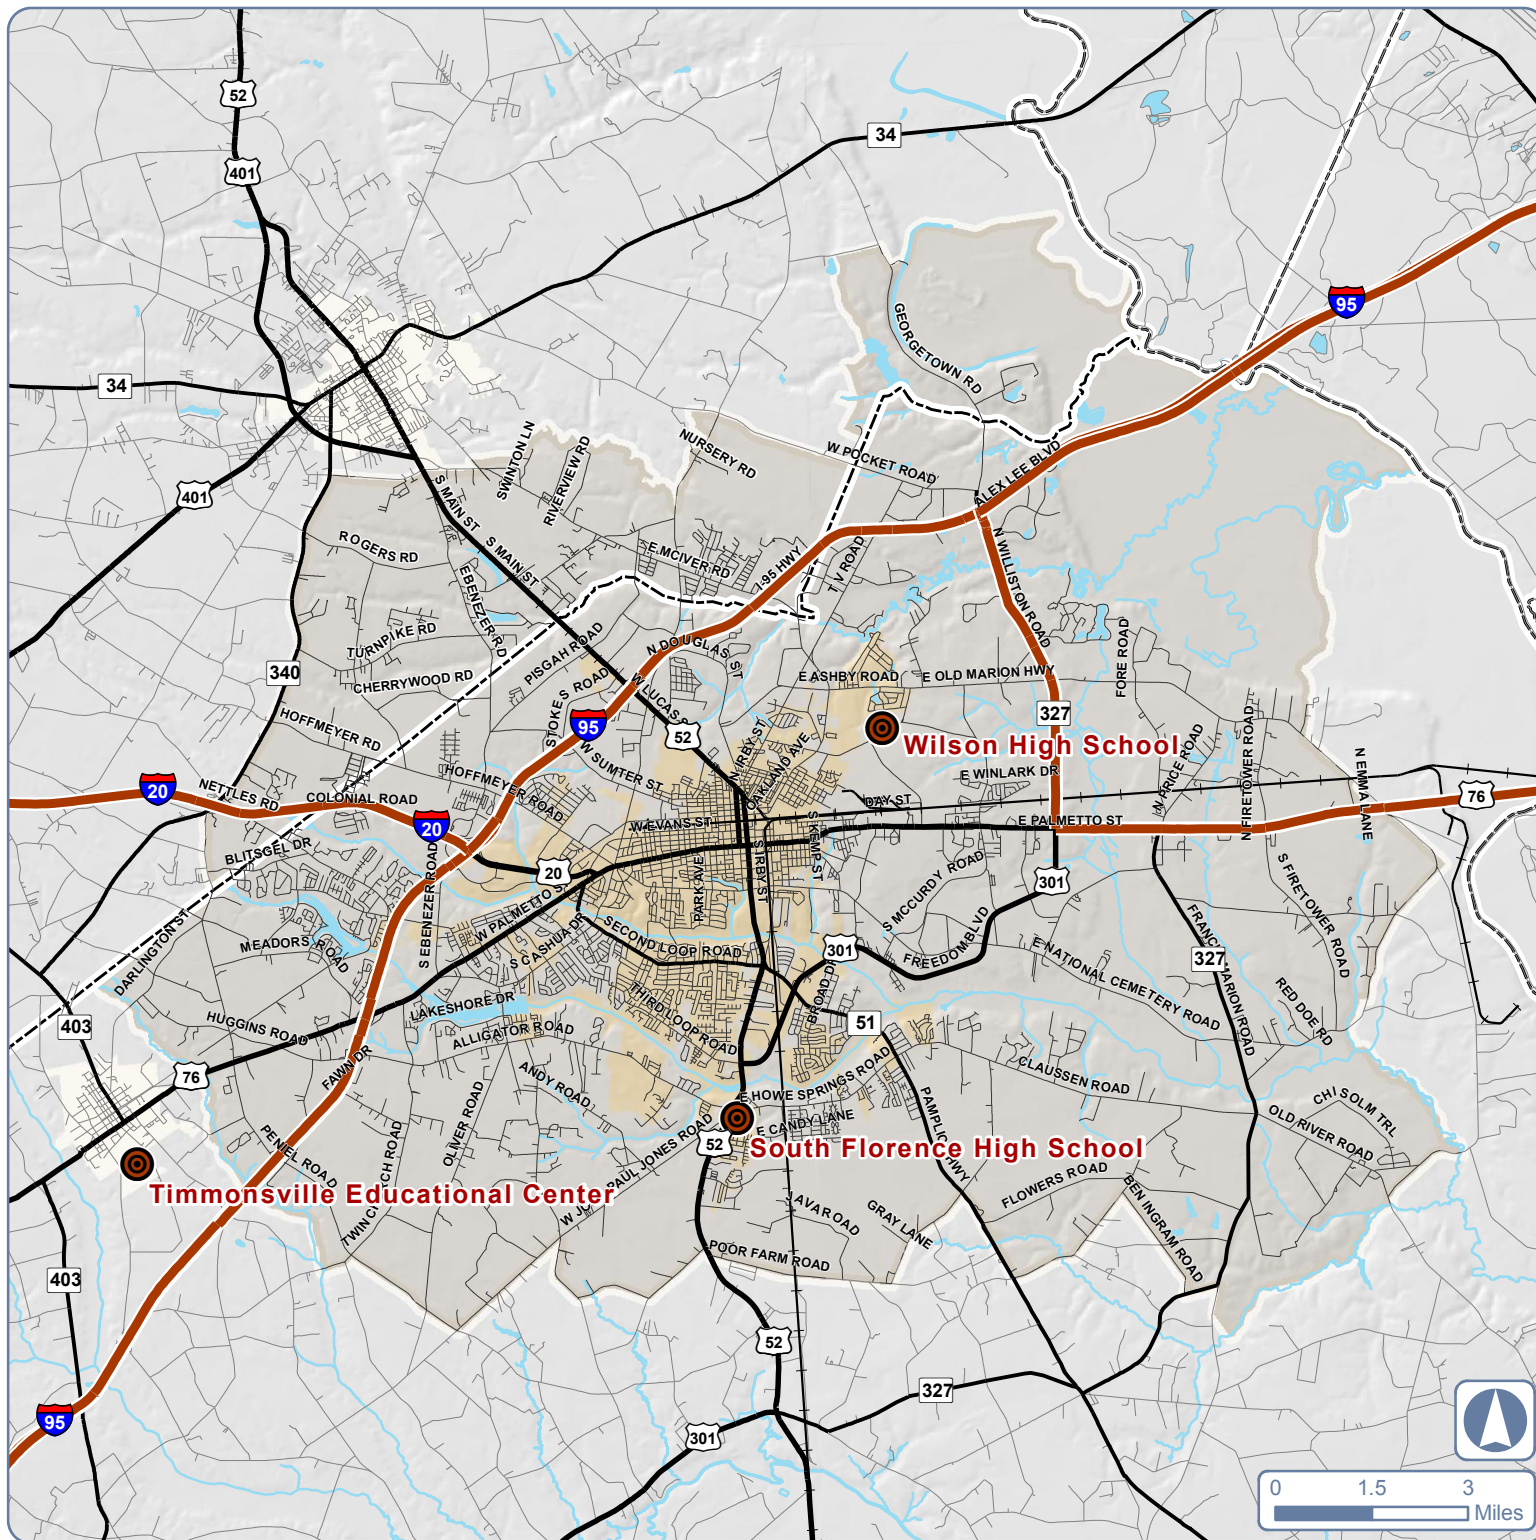 52
401
34
95
GEORGETOWN RD
34
SWINTON LN
RIVERVIEW RD
NURSERY RD
W POCKET ROAD
ALEX LEE BLVD
401
S MAIN ST
S MAIN ST
ROGERS RD
EBENEZER RD
E MCIVER RD
I-95 HWY
T V ROAD
N WILLISTON ROAD
TURNPIKE RD
PISGAH ROAD
N DOUGLAS ST
340
CHERRYWOOD RD
STOKES ROAD
E ASHBY ROAD
E OLD MARION HWY
FORE ROAD
HOFFMEYER RD
95
W LUCAS S
52
327
Wilson High School
N IRBY ST
OAKLAND AVE
W SUMTER ST
20
NETTLES RD
COLONIAL ROAD
HOFFMEYER ROAD
E WINLARK DR
N PRICE ROAD
N FIRETOWER ROAD
N EMMA LANE
76
20
W EVANS ST
DAY ST
E PALMETTO ST
S KEMP ST
BLITSGEL DR
S EBENEZER ROAD
20
PARK AVE
S IRBY ST
301
S MCCURDY ROAD
S FIRETOWER ROAD
DARLINGTON ST
MEADORS ROAD
W PALMETTO S
S CASHUA DR
SECOND LOOP ROAD
301
FREEDOM BLVD
E NATIONAL CEMETERY ROAD
FRANCIS MARION ROAD
327
RED DOE RD
403
HUGGINS ROAD
LAKESHORE DR
ALLIGATOR ROAD
THIRD LOOP ROAD
BROAD DR
51
76
FAWN DR
ANDY ROAD
E HOWE SPRINGS ROAD
CLAUSSEN ROAD
CHISOLM TRL
OLD RIVER ROAD
PENIEL ROAD
OLIVER ROAD
TWIN CHURCH ROAD
W JOHN PAUL JONES ROAD
52
E CANDY LANE
PAMPLICO HWY
South Florence High School
Timmonsville Educational Center
JAVA ROAD
GRAY LANE
FLOWERS ROAD
BEN INGRAM ROAD
POOR FARM ROAD
403
52
327
95
301
0 1.5 3
Miles